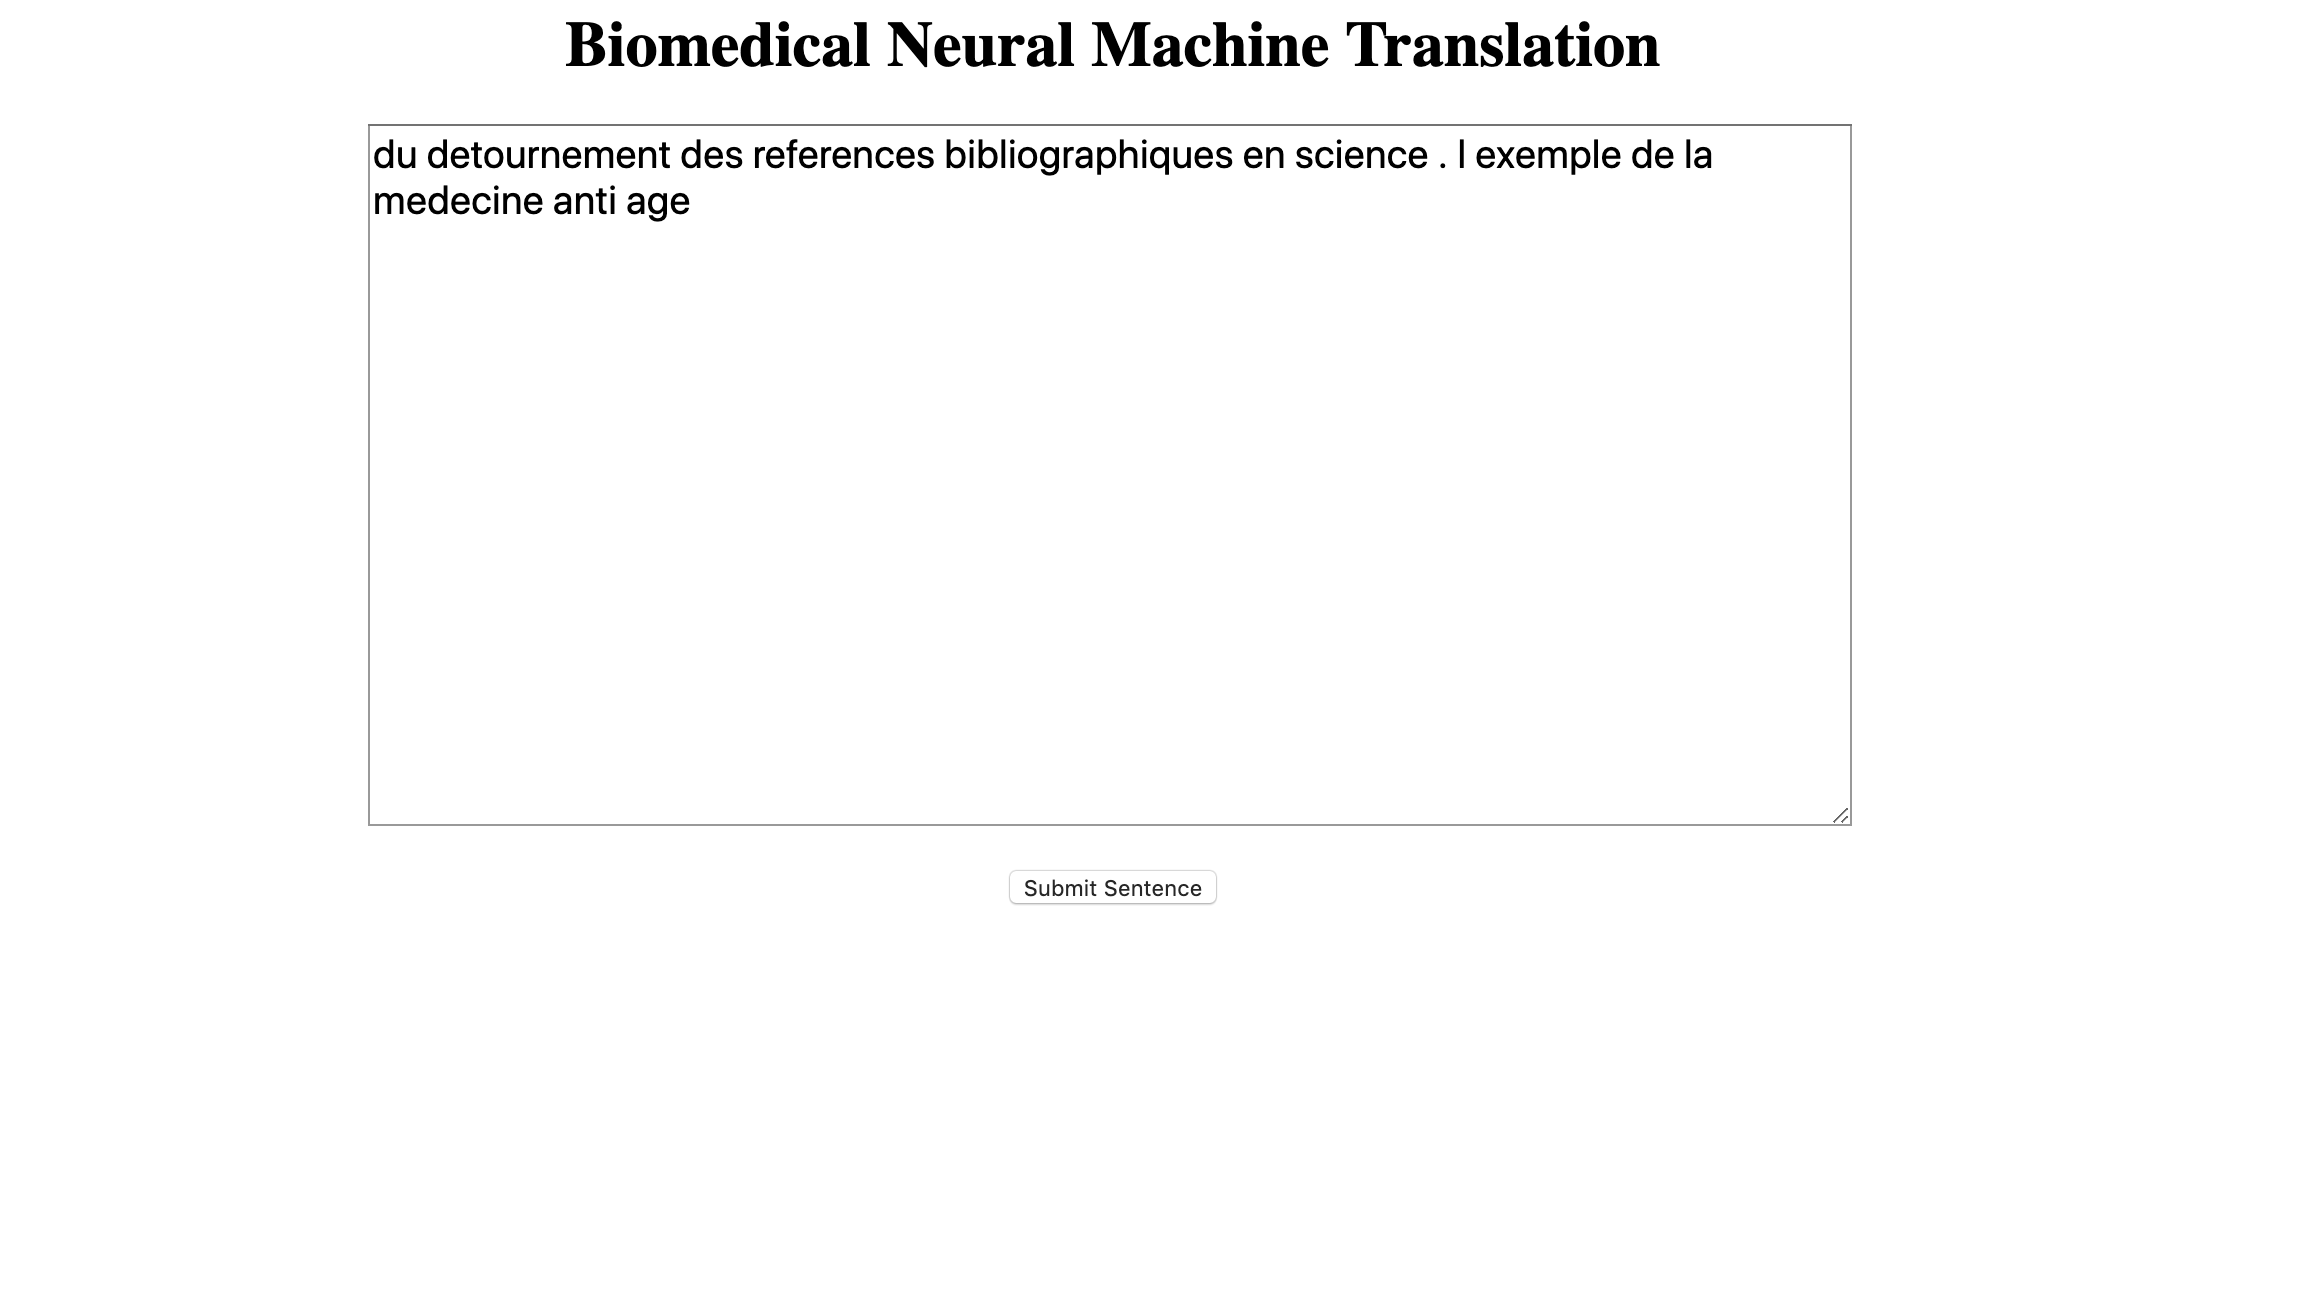 Biomedical Neural Machine Translation
du detournement des references bibliographiques en science . l exemple de la
medecine anti age
Submit Sentence